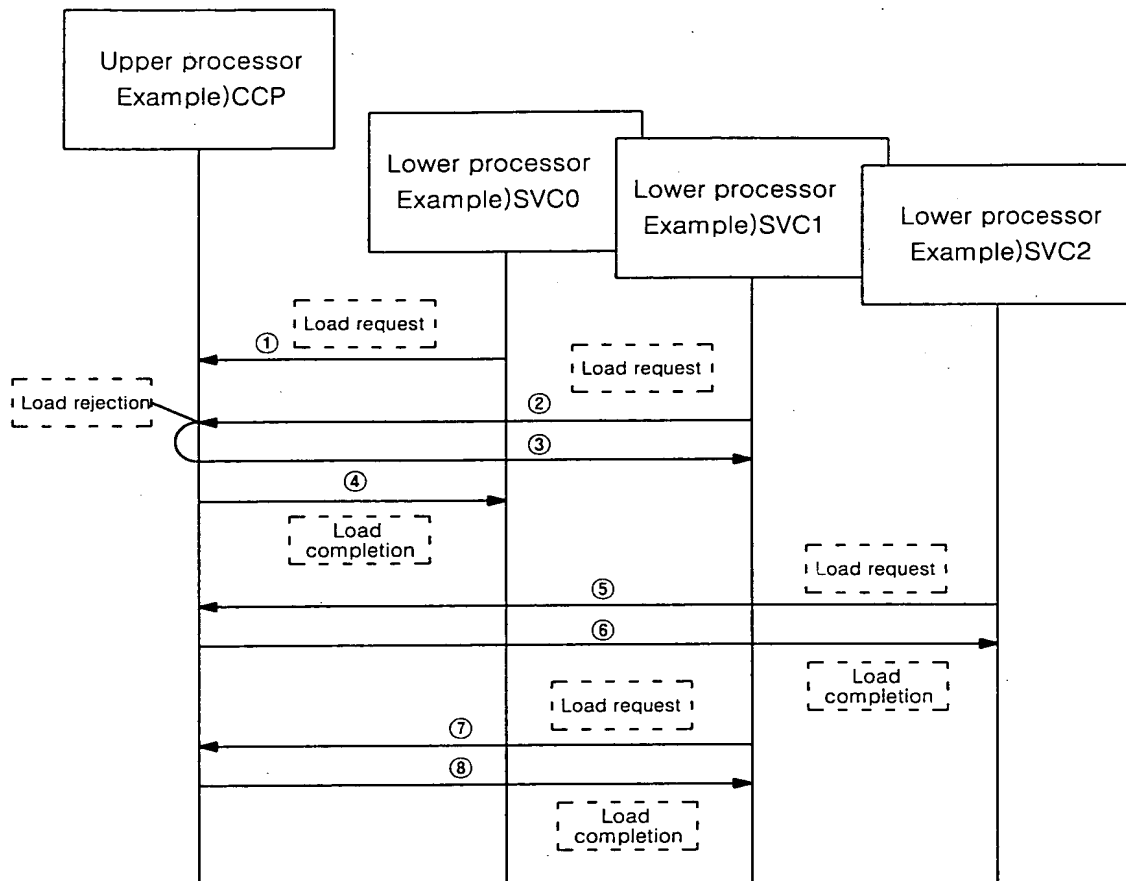 Upper processor
Example)CCP
Lower processor
Example)SVC0
Lower processor
Example)SVC1
Lower processor
Example)SVC2
Load request
①
Load request
Load rejection
②
③
④
Load
completion
Load request
⑤
⑥
Load
completion
Load request
⑦
⑧
Load
completion